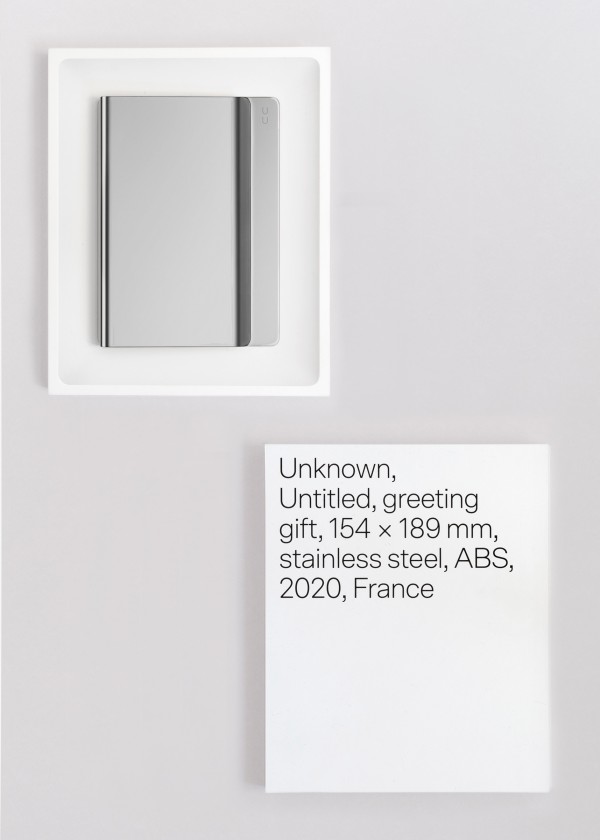 Unknown,
Untitled, greeting
gift, 154 × 189 mm,
stainless steel, ABS,
2020, France